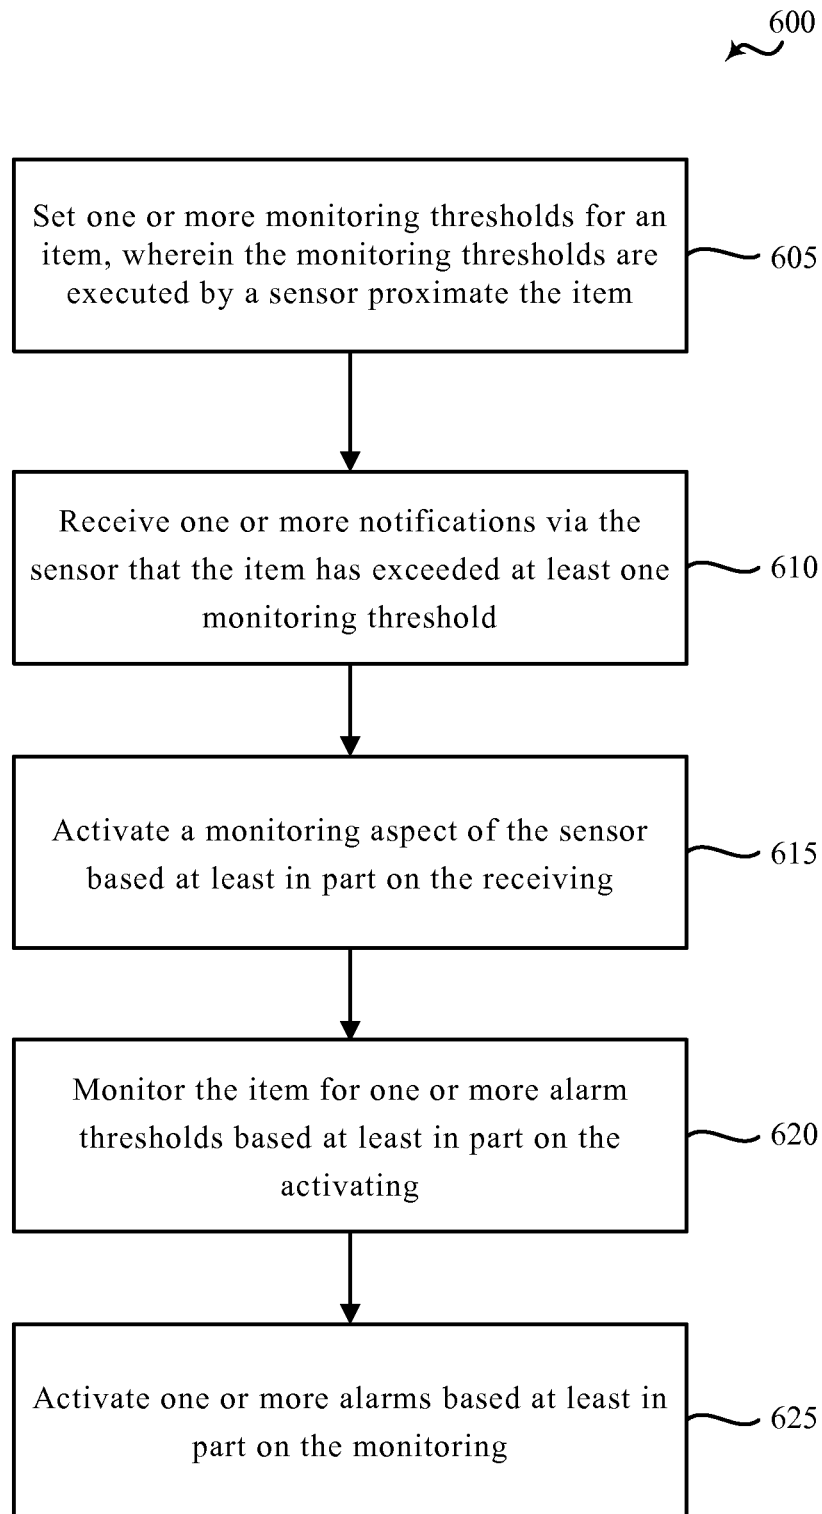 600
Set one or more monitoring thresholds for an
item, wherein the monitoring thresholds are
executed by a sensor proximate the item
605
Receive one or more notifications via the
sensor that the item has exceeded at least one
monitoring threshold
610
Activate a monitoring aspect of the sensor
based at least in part on the receiving
615
Monitor the item for one or more alarm
thresholds based at least in part on the
activating
620
Activate one or more alarms based at least in
part on the monitoring
625